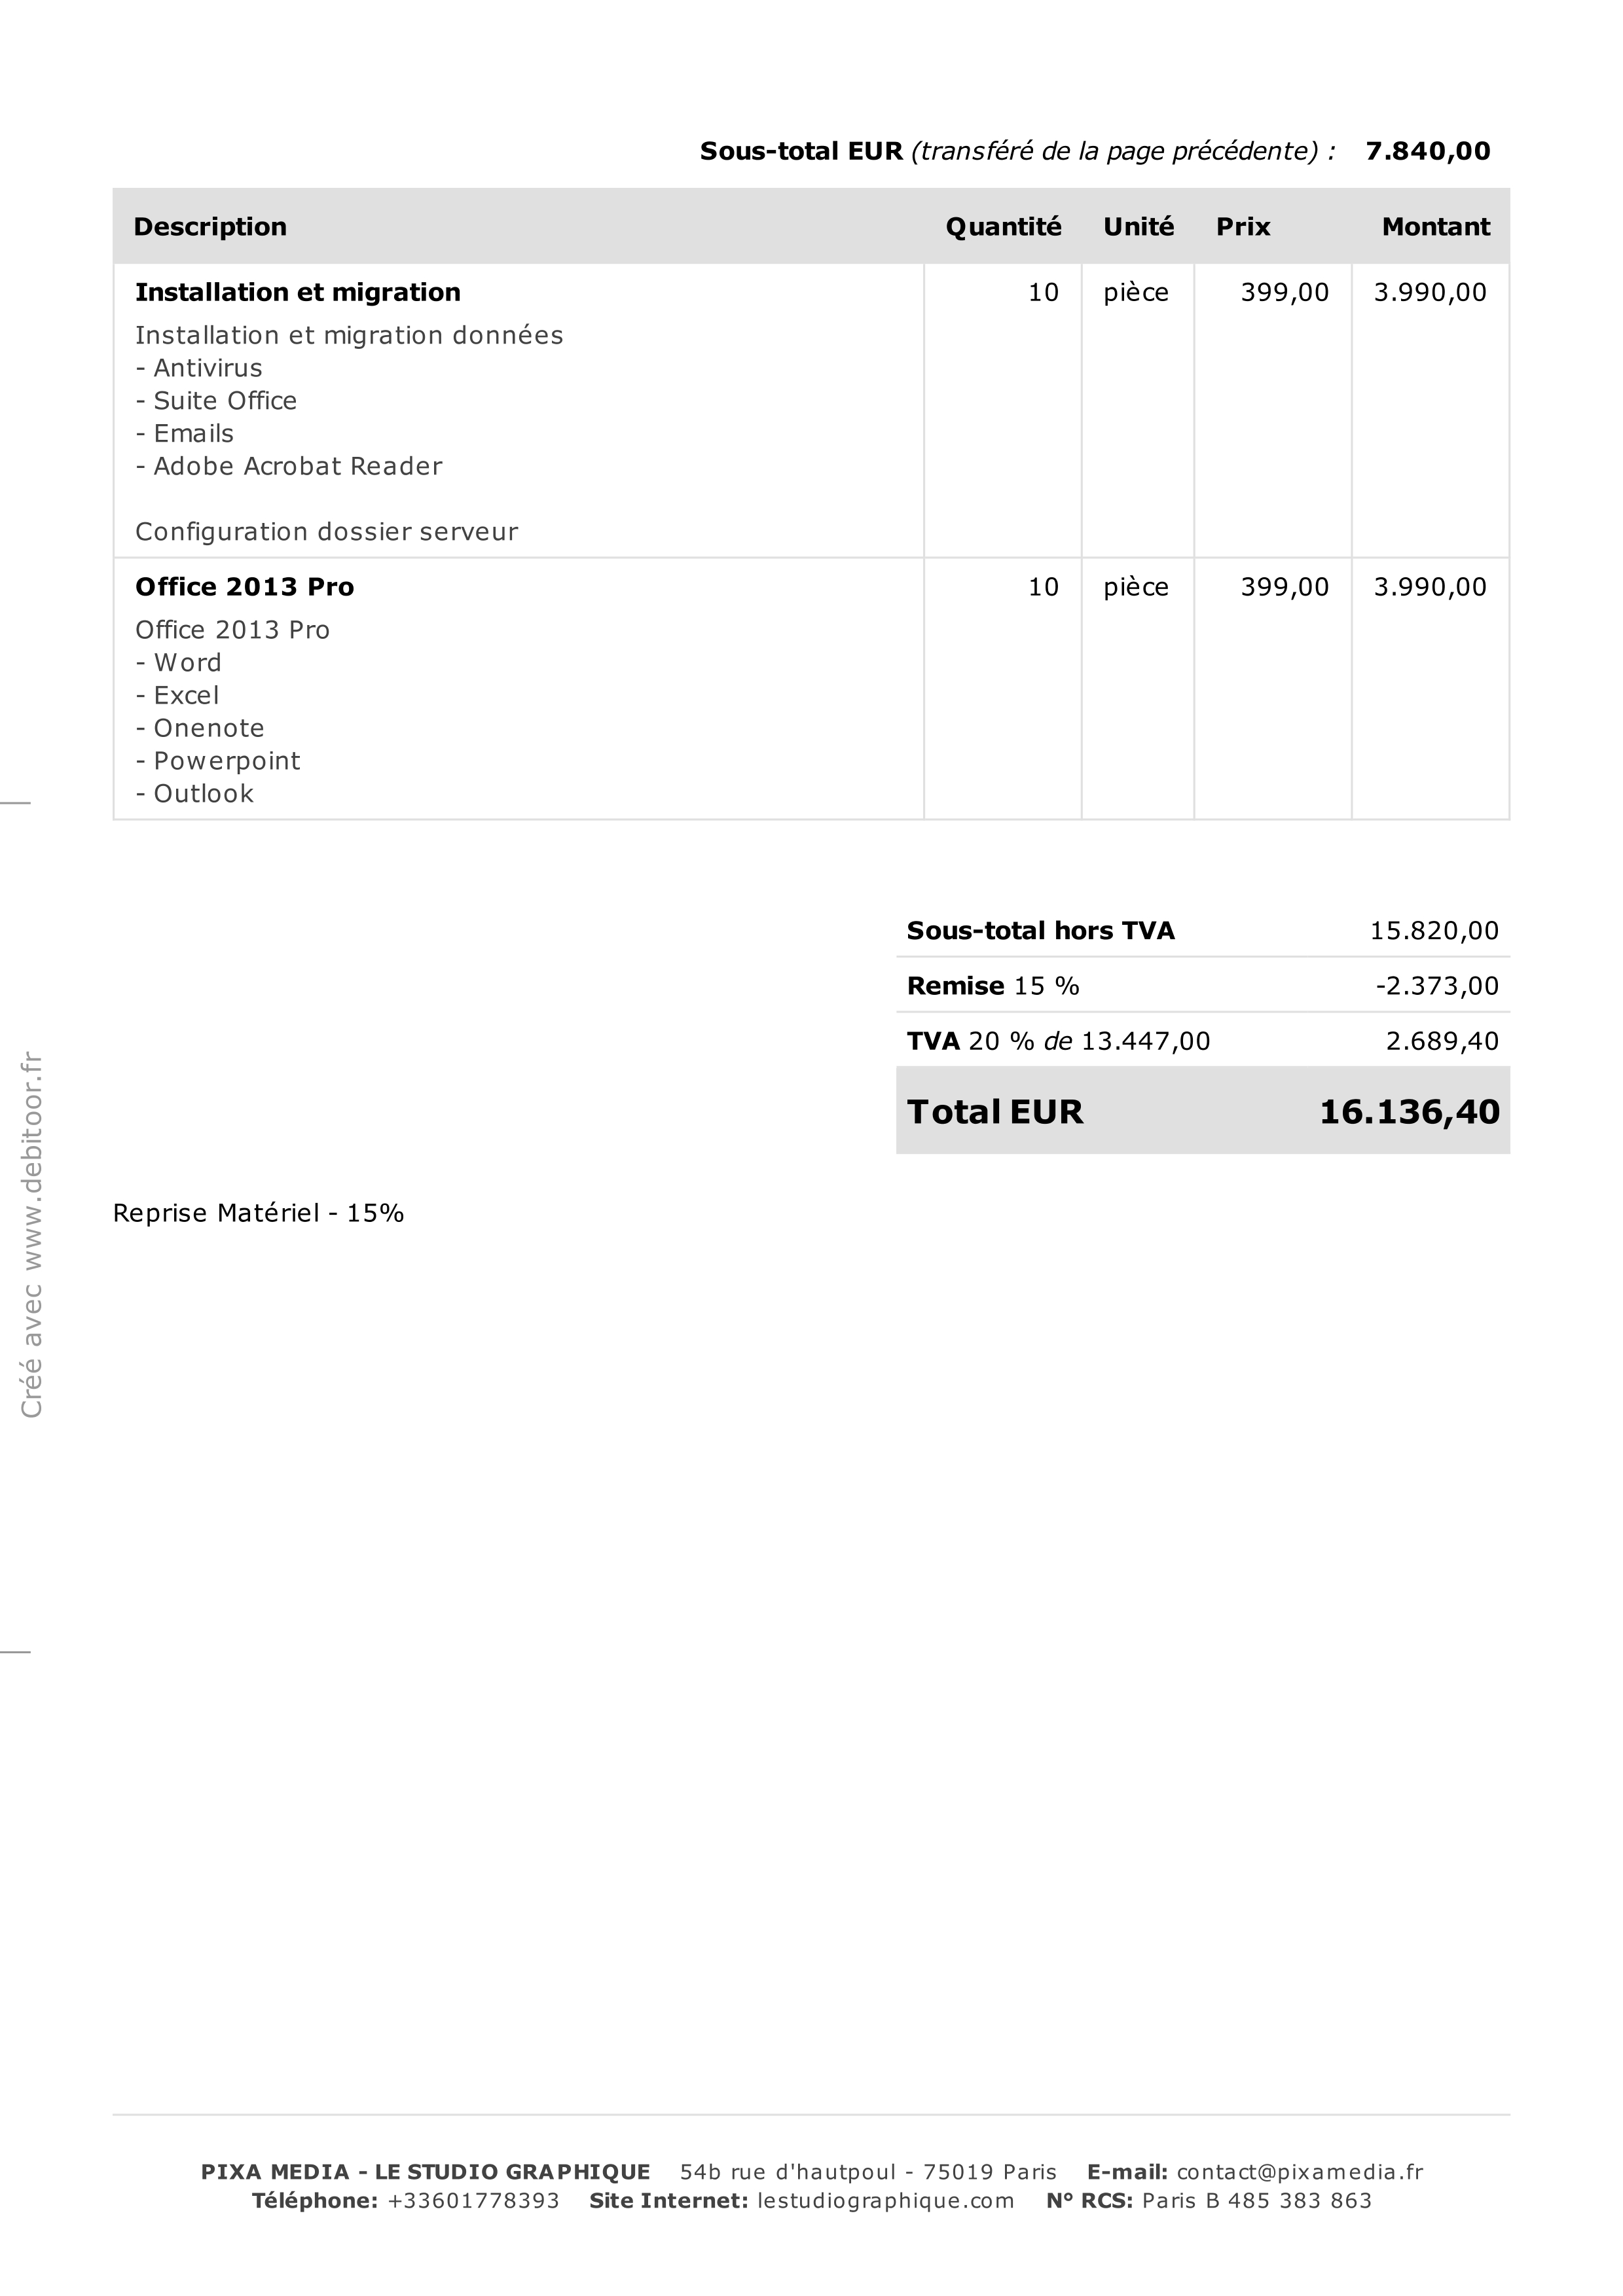 Sous-total EUR (transféré de la page précédente) : 7.840,00
Description Quantité Unité Prix Montant
Installation et migration 10 pièce 399,00 3.990,00
Installation et migration données
- Antivirus
- Suite Office
- Emails
- Adobe Acrobat Reader
Configuration dossier serveur
Office 2013 Pro 10 pièce 399,00 3.990,00
Office 2013 Pro
- Word
- Excel
- Onenote
- Powerpoint
- Outlook
Sous-total hors TVA 15.820,00
Remise 15 % -2.373,00
TVA 20 % de 13.447,00 2.689,40
Total EUR 16.136,40
Reprise Matériel - 15%
Créé avec www.debitoor.fr
PIXA MEDIA - LE STUDIO GRAPHIQUE 54b rue d'hautpoul - 75019 Paris E-mail: contact@pixamedia.fr
Téléphone: +33601778393 Site Internet: lestudiographique.com N° RCS: Paris B 485 383 863